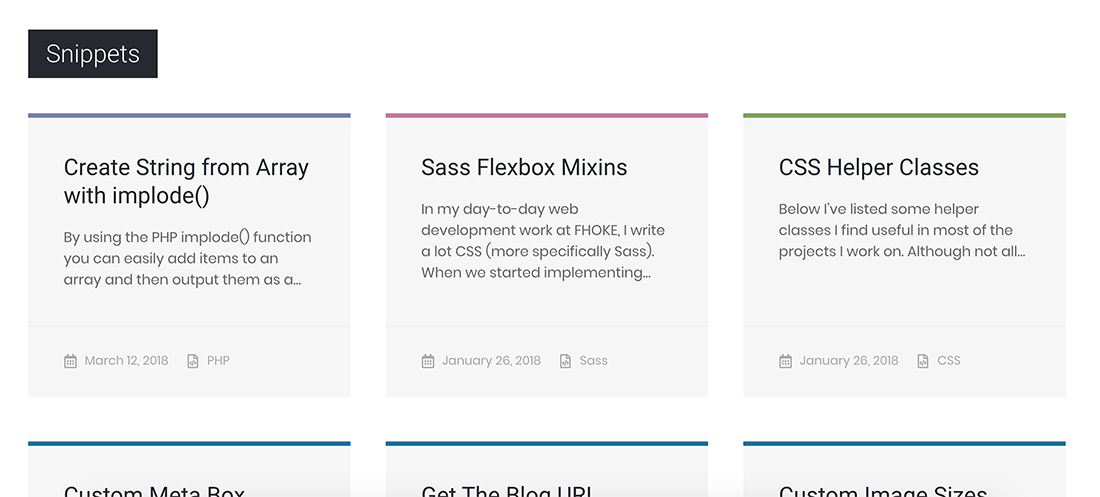 Snippets
Create String from Array
with implode()
By using the PHP implode() function
you can easily add items to an
array and then output them as a...
March 12, 2018 PHP
Sass Flexbox Mixins
In my day-to-day web
development work at FHOKE, I write
a lot CSS (more specifically Sass).
When we started implementing...
January 26, 2018 Sass
CSS Helper Classes
Below I've listed some helper
classes I find useful in most of the
projects I work on. Although not all...
January 26, 2018 CSS
Custom Meta Box
Get The Blog URL
Custom Image Sizes